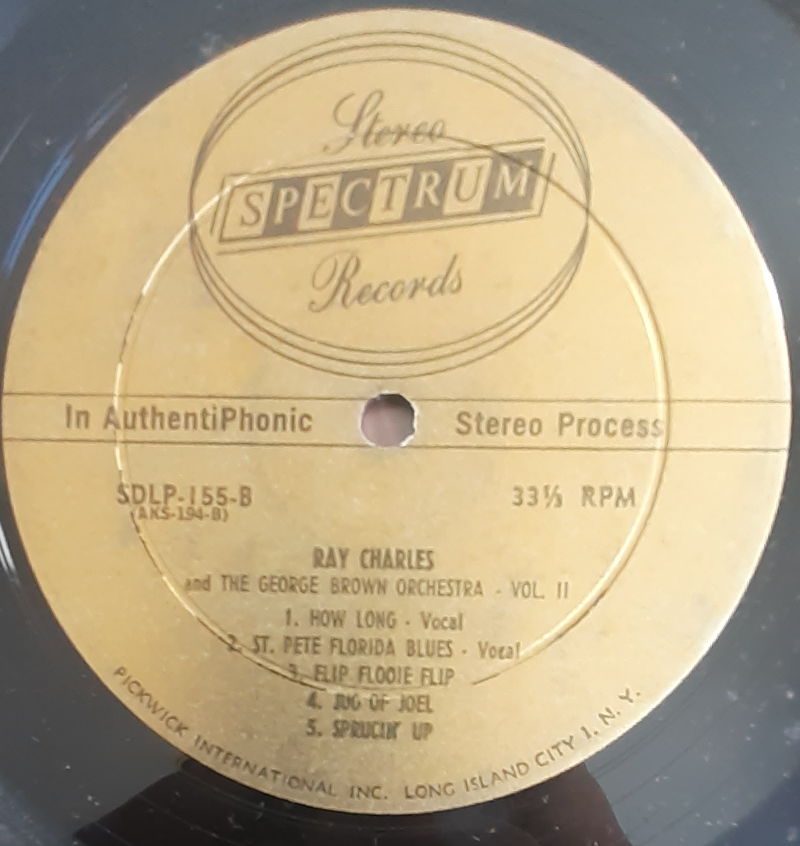 Stereo
SPECTRUM
Records
In AuthentiPhonic Stereo Process
SDLP-155-B 33⅓ RPM
(AKS-194-B)
RAY CHARLES
and THE GEORGE BROWN ORCHESTRA - VOL. II
1. HOW LONG - Vocal
2. ST. PETE FLORIDA BLUES - Vocal
3. FLIP FLOOIE FLIP
4. JUG OF JOEL
5. SPRUCIN' UP
PICKWICK INTERNATIONAL INC. LONG ISLAND CITY 1, N. Y.